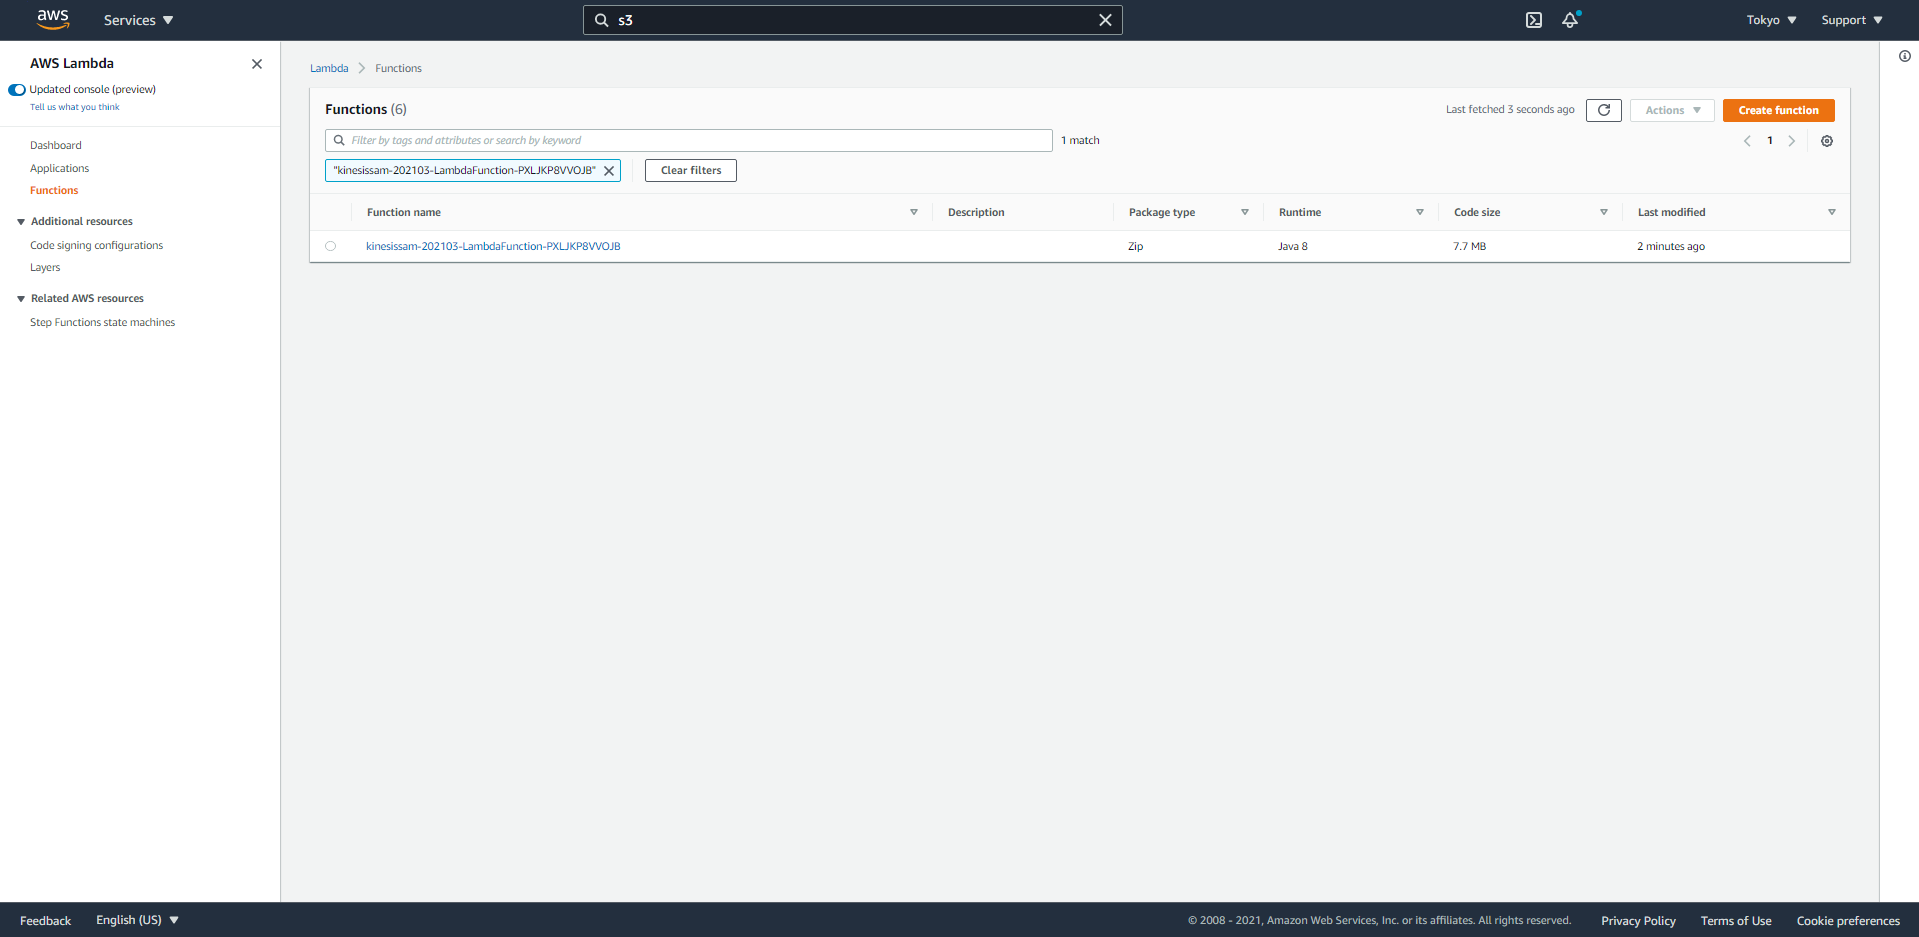 aws Services s3 Tokyo Support
AWS Lambda
Updated console (preview)
Tell us what you think
Dashboard
Applications
Functions
Additional resources
Code signing configurations
Layers
Related AWS resources
Step Functions state machines
Lambda Functions
Functions (6) Last fetched 3 seconds ago Actions Create function
Filter by tags and attributes or search by keyword 1 match 1
"kinesissam-202103-LambdaFunction-PXLJKP8VVOJB" Clear filters
Function name Description Package type Runtime Code size Last modified
kinesissam-202103-LambdaFunction-PXLJKP8VVOJB Zip Java 8 7.7 MB 2 minutes ago
Feedback English (US) © 2008 - 2021, Amazon Web Services, Inc. or its affiliates. All rights reserved. Privacy Policy Terms of Use Cookie preferences